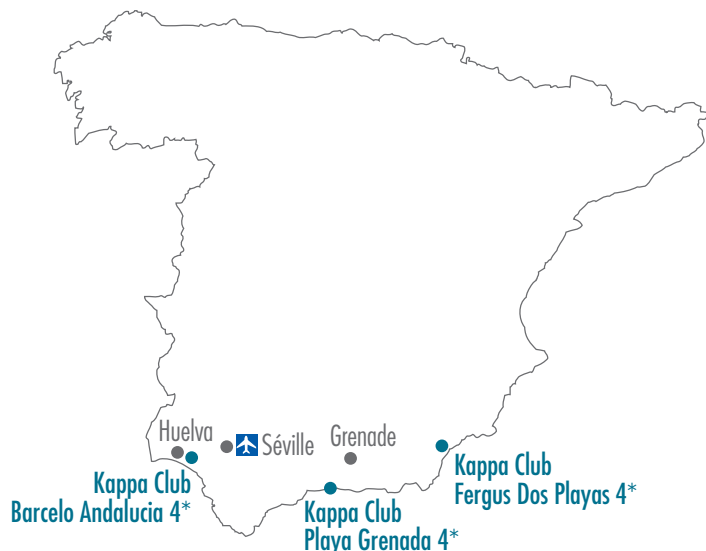 Huelva
Séville
Grenade
Kappa Club
Barcelo Andalucia 4*
Kappa Club
Fergus Dos Playas 4*
Kappa Club
Playa Grenada 4*